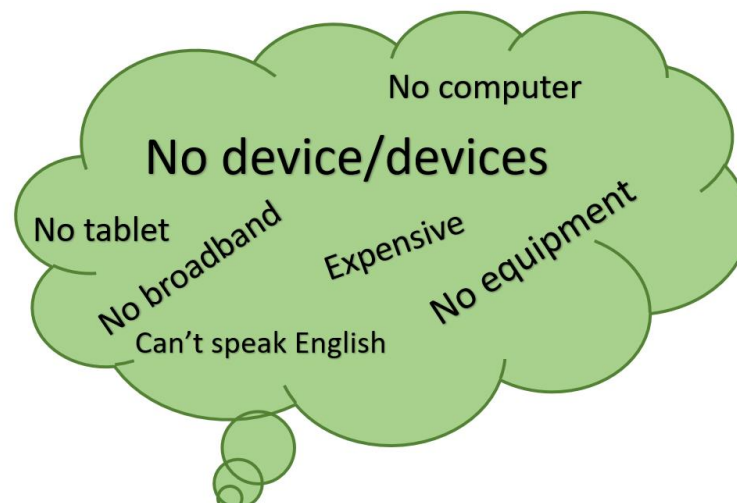 No computer
No device/devices
No tablet
No broadband
Expensive
No equipment
Can’t speak English